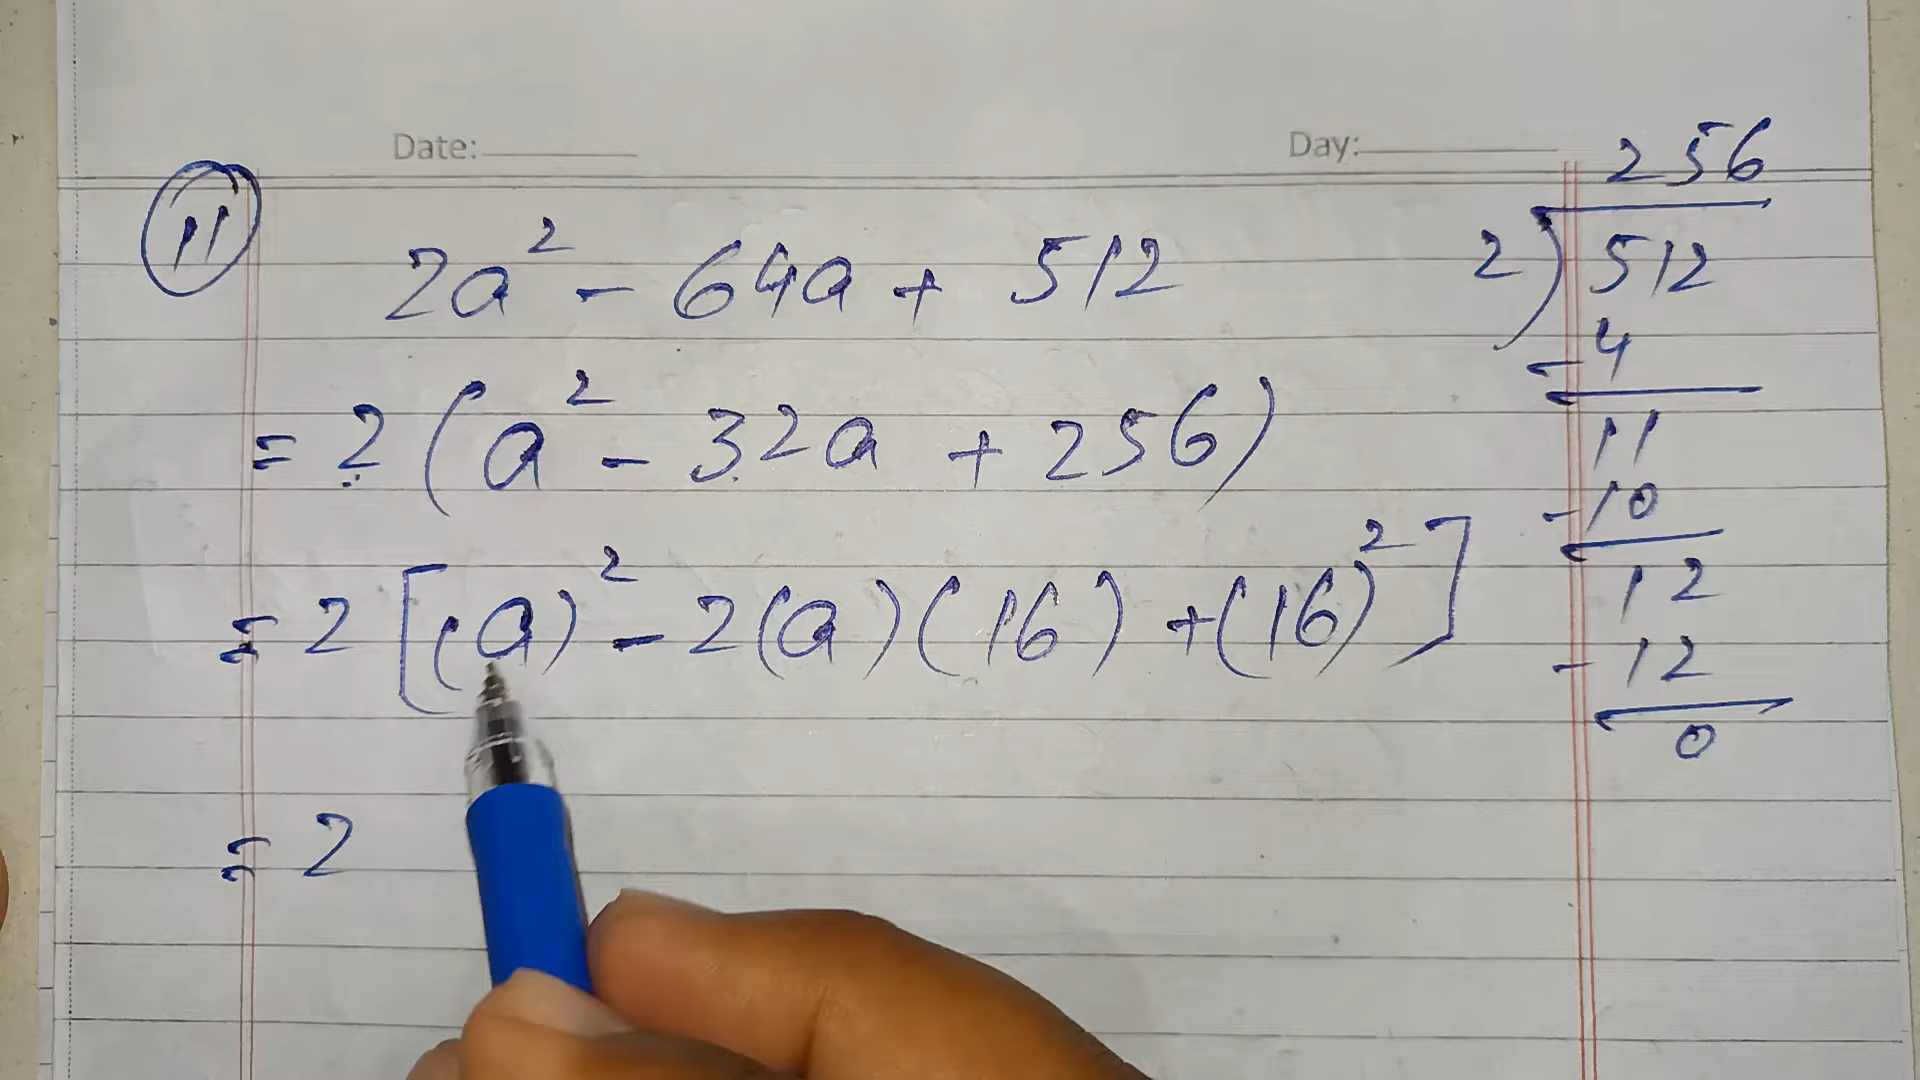 Date: Day:
11
2a² - 64a + 512
= 2 (a² - 32a + 256)
= 2 [(a)² - 2(a)(16) + (16)²]
= 2
256
2) 512
- 4
11
- 10
12
- 12
0